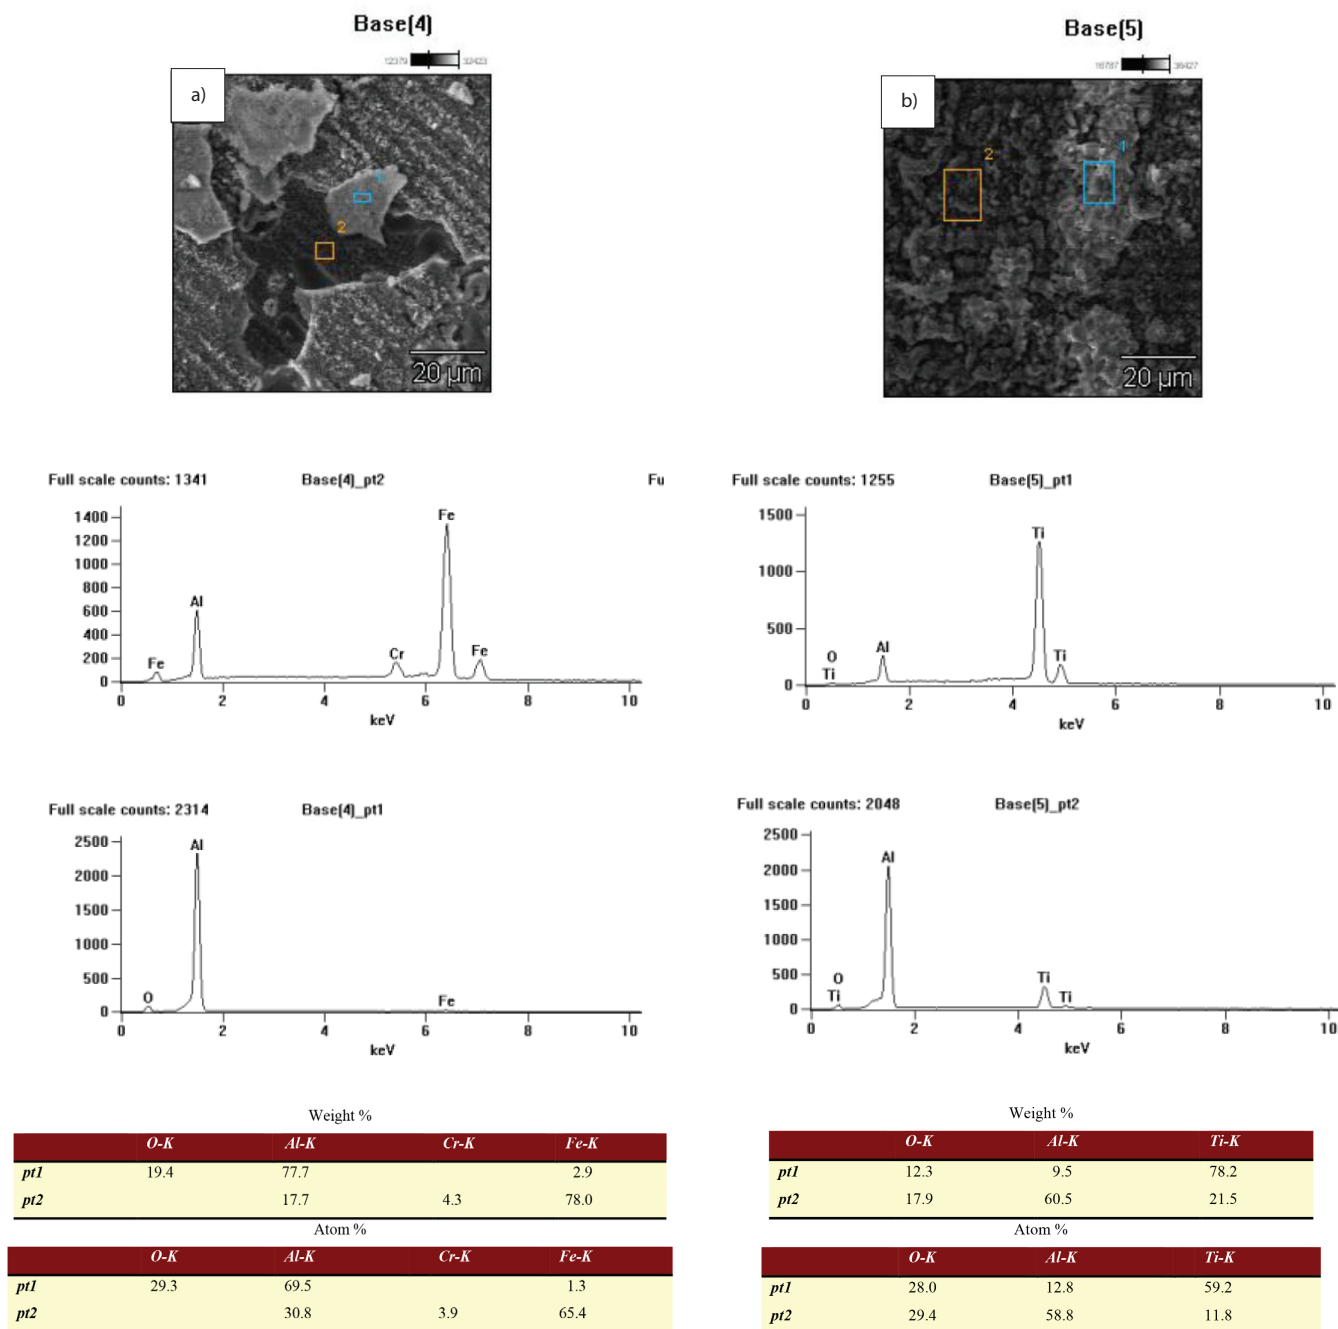 Base(4)
12379 32423
a)
1
2
20 µm
Base(5)
16787 36427
b)
2
1
20 µm
Full scale counts: 1341 Base(4)_pt2 Fu
1400
1200
1000
800
600
400
200
0
Fe
Al
Cr
Fe
Fe
0 2 4 6 8 10
keV
Full scale counts: 1255 Base(5)_pt1
1500
1000
500
0
O
Ti
Al
Ti
Ti
0 2 4 6 8 10
keV
Full scale counts: 2314 Base(4)_pt1
2500
2000
1500
1000
500
0
O
Al
Fe
0 2 4 6 8 10
keV
Full scale counts: 2048 Base(5)_pt2
2500
2000
1500
1000
500
0
O
Ti
Al
Ti
Ti
0 2 4 6 8 10
keV
Weight %
O-K Al-K Cr-K Fe-K
pt1 19.4 77.7 2.9
pt2 17.7 4.3 78.0
Atom %
O-K Al-K Cr-K Fe-K
pt1 29.3 69.5 1.3
pt2 30.8 3.9 65.4
Weight %
O-K Al-K Ti-K
pt1 12.3 9.5 78.2
pt2 17.9 60.5 21.5
Atom %
O-K Al-K Ti-K
pt1 28.0 12.8 59.2
pt2 29.4 58.8 11.8